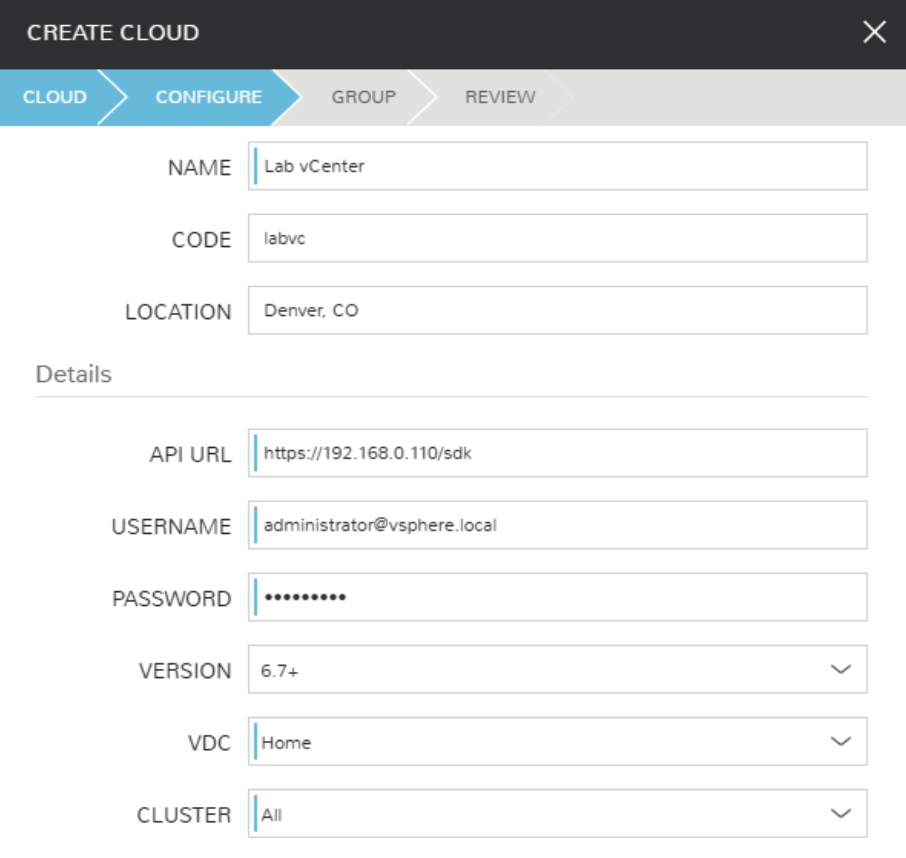 CREATE CLOUD
CLOUD CONFIGURE GROUP REVIEW
NAME Lab vCenter
CODE labvc
LOCATION Denver, CO
Details
API URL https://192.168.0.110/sdk
USERNAME administrator@vsphere.local
PASSWORD •••••••••
VERSION 6.7+
VDC Home
CLUSTER All